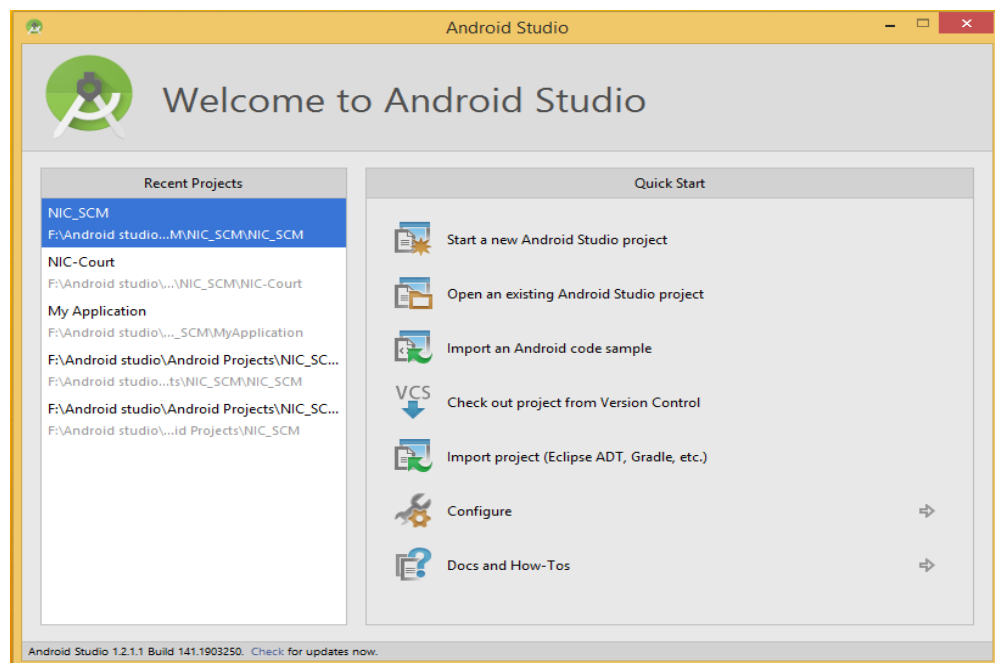 Android Studio
Welcome to Android Studio
Recent Projects
NIC_SCM
F:\Android studio...M\NIC_SCM\NIC_SCM
NIC-Court
F:\Android studio\...\NIC_SCM\NIC-Court
My Application
F:\Android studio\..._SCM\MyApplication
F:\Android studio\Android Projects\NIC_SC...
F:\Android studio...ts\NIC_SCM\NIC_SCM
F:\Android studio\Android Projects\NIC_SC...
F:\Android studio\...id Projects\NIC_SCM
Quick Start
Start a new Android Studio project
Open an existing Android Studio project
Import an Android code sample
VCS
Check out project from Version Control
Import project (Eclipse ADT, Gradle, etc.)
Configure
Docs and How-Tos
Android Studio 1.2.1.1 Build 141.1903250. Check for updates now.